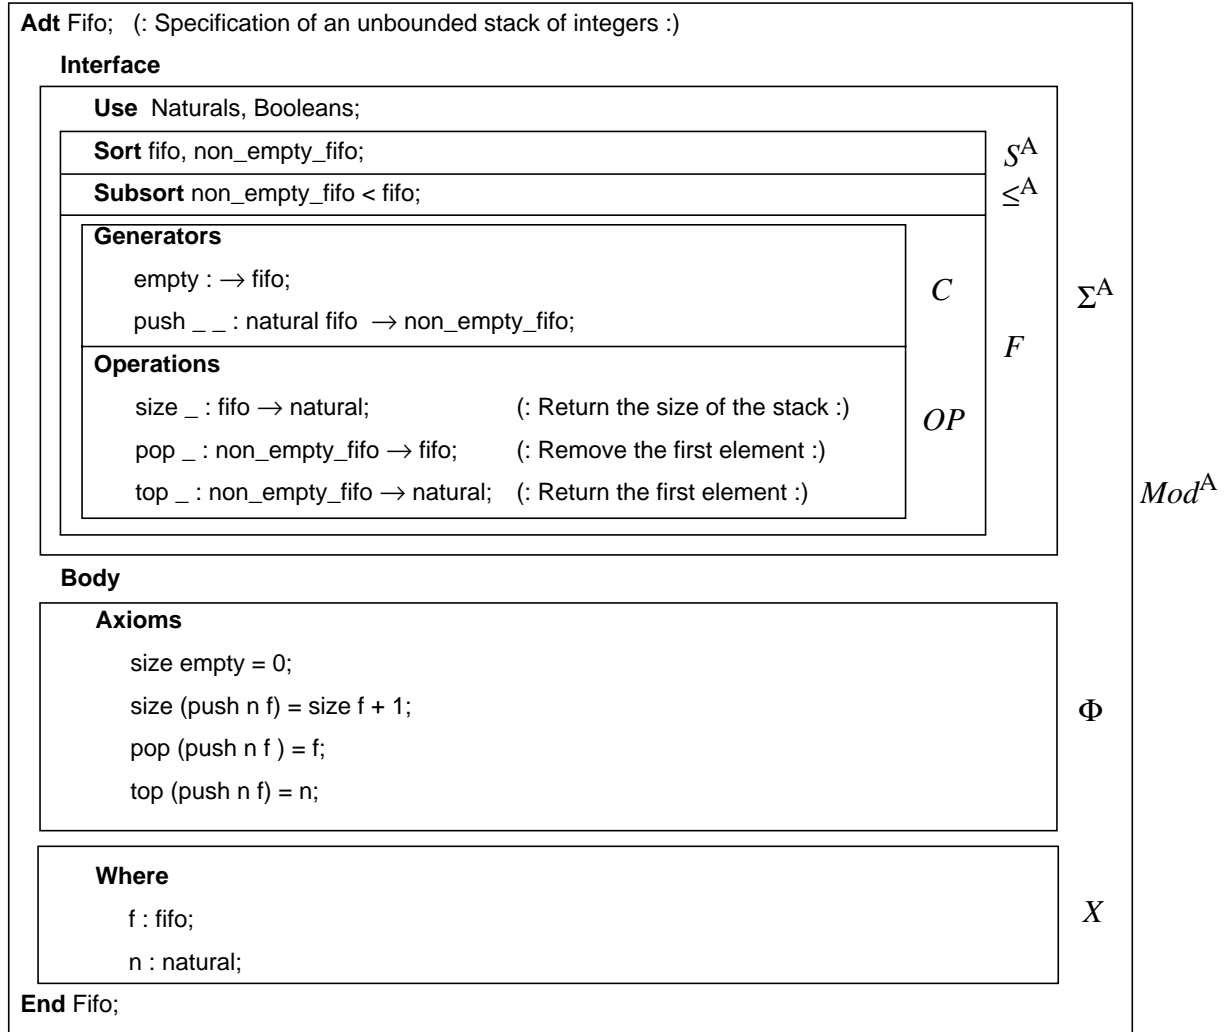 Adt Fifo; (: Specification of an unbounded stack of integers :)
Interface
Use Naturals, Booleans;
Sort fifo, non_empty_fifo;
S^A
Subsort non_empty_fifo < fifo;
≤^A
Generators
empty : → fifo;
push _ _ : natural fifo → non_empty_fifo;
C
Σ^A
F
Operations
size _ : fifo → natural; (: Return the size of the stack :)
OP
pop _ : non_empty_fifo → fifo; (: Remove the first element :)
top _ : non_empty_fifo → natural; (: Return the first element :)
Mod^A
Body
Axioms
size empty = 0;
size (push n f) = size f + 1;
Φ
pop (push n f ) = f;
top (push n f) = n;
Where
f : fifo;
X
n : natural;
End Fifo;